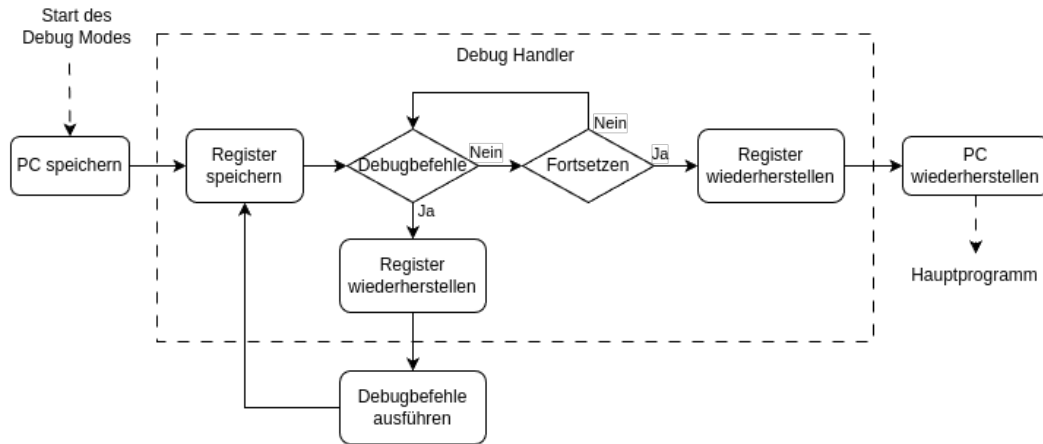 Start des
Debug Modes
Debug Handler
Nein
PC speichern
Register
speichern
Debugbefehle
Nein
Fortsetzen
Ja
Register
wiederherstellen
PC
wiederherstellen
Ja
Register
wiederherstellen
Hauptprogramm
Debugbefehle
ausführen